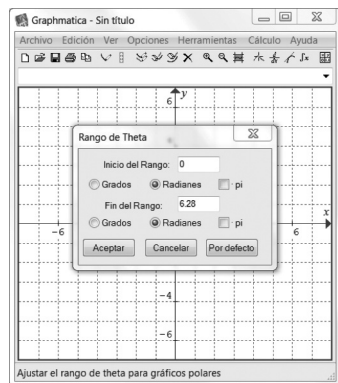 Graphmatica - Sin título
Archivo Edición Ver Opciones Herramientas Cálculo Ayuda
6
y
Rango de Theta
Inicio del Rango: 0
Grados Radianes pi
Fin del Rango: 6.28
Grados Radianes pi
Aceptar Cancelar Por defecto
x
-6 6
-4
-6
Ajustar el rango de theta para gráficos polares